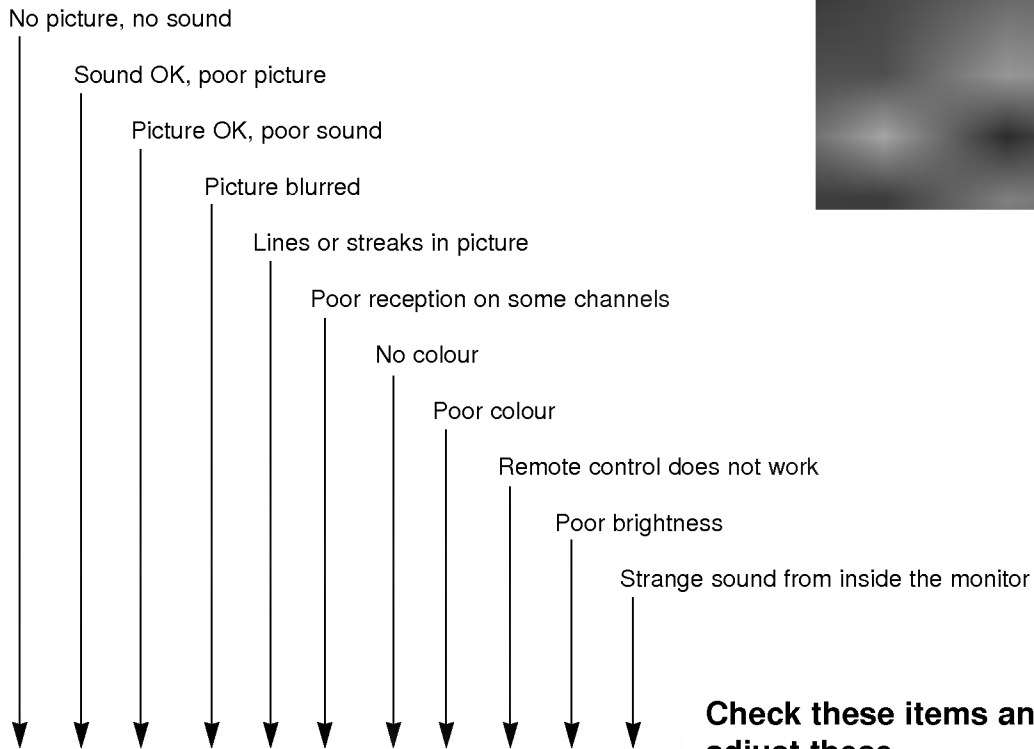 No picture, no sound
Sound OK, poor picture
Picture OK, poor sound
Picture blurred
Lines or streaks in picture
Poor reception on some channels
No colour
Poor colour
Remote control does not work
Poor brightness
Strange sound from inside the monitor
Check these items an
adjust these